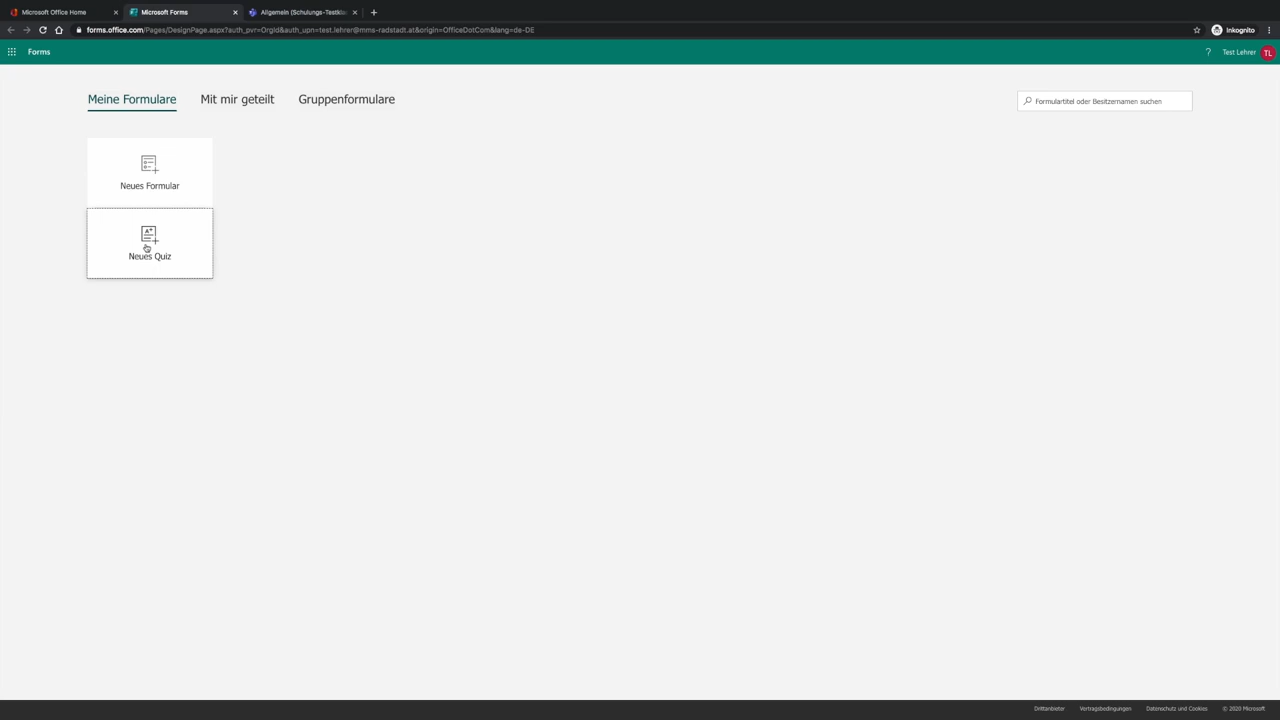 Microsoft Office Home
Microsoft Forms
Allgemein (Schulungs-Testkla
forms.office.com/Pages/DesignPage.aspx?auth_pvr=OrgId&auth_upn=test.lehrer@mms-radstadt.at&origin=OfficeDotCom&lang=de-DE
Inkognito
Forms
? Test Lehrer TL
Meine Formulare Mit mir geteilt Gruppenformulare
Formulartitel oder Besitzernamen suchen
Neues Formular
Neues Quiz
Drittanbieter Vertragsbedingungen Datenschutz und Cookies © 2020 Microsoft